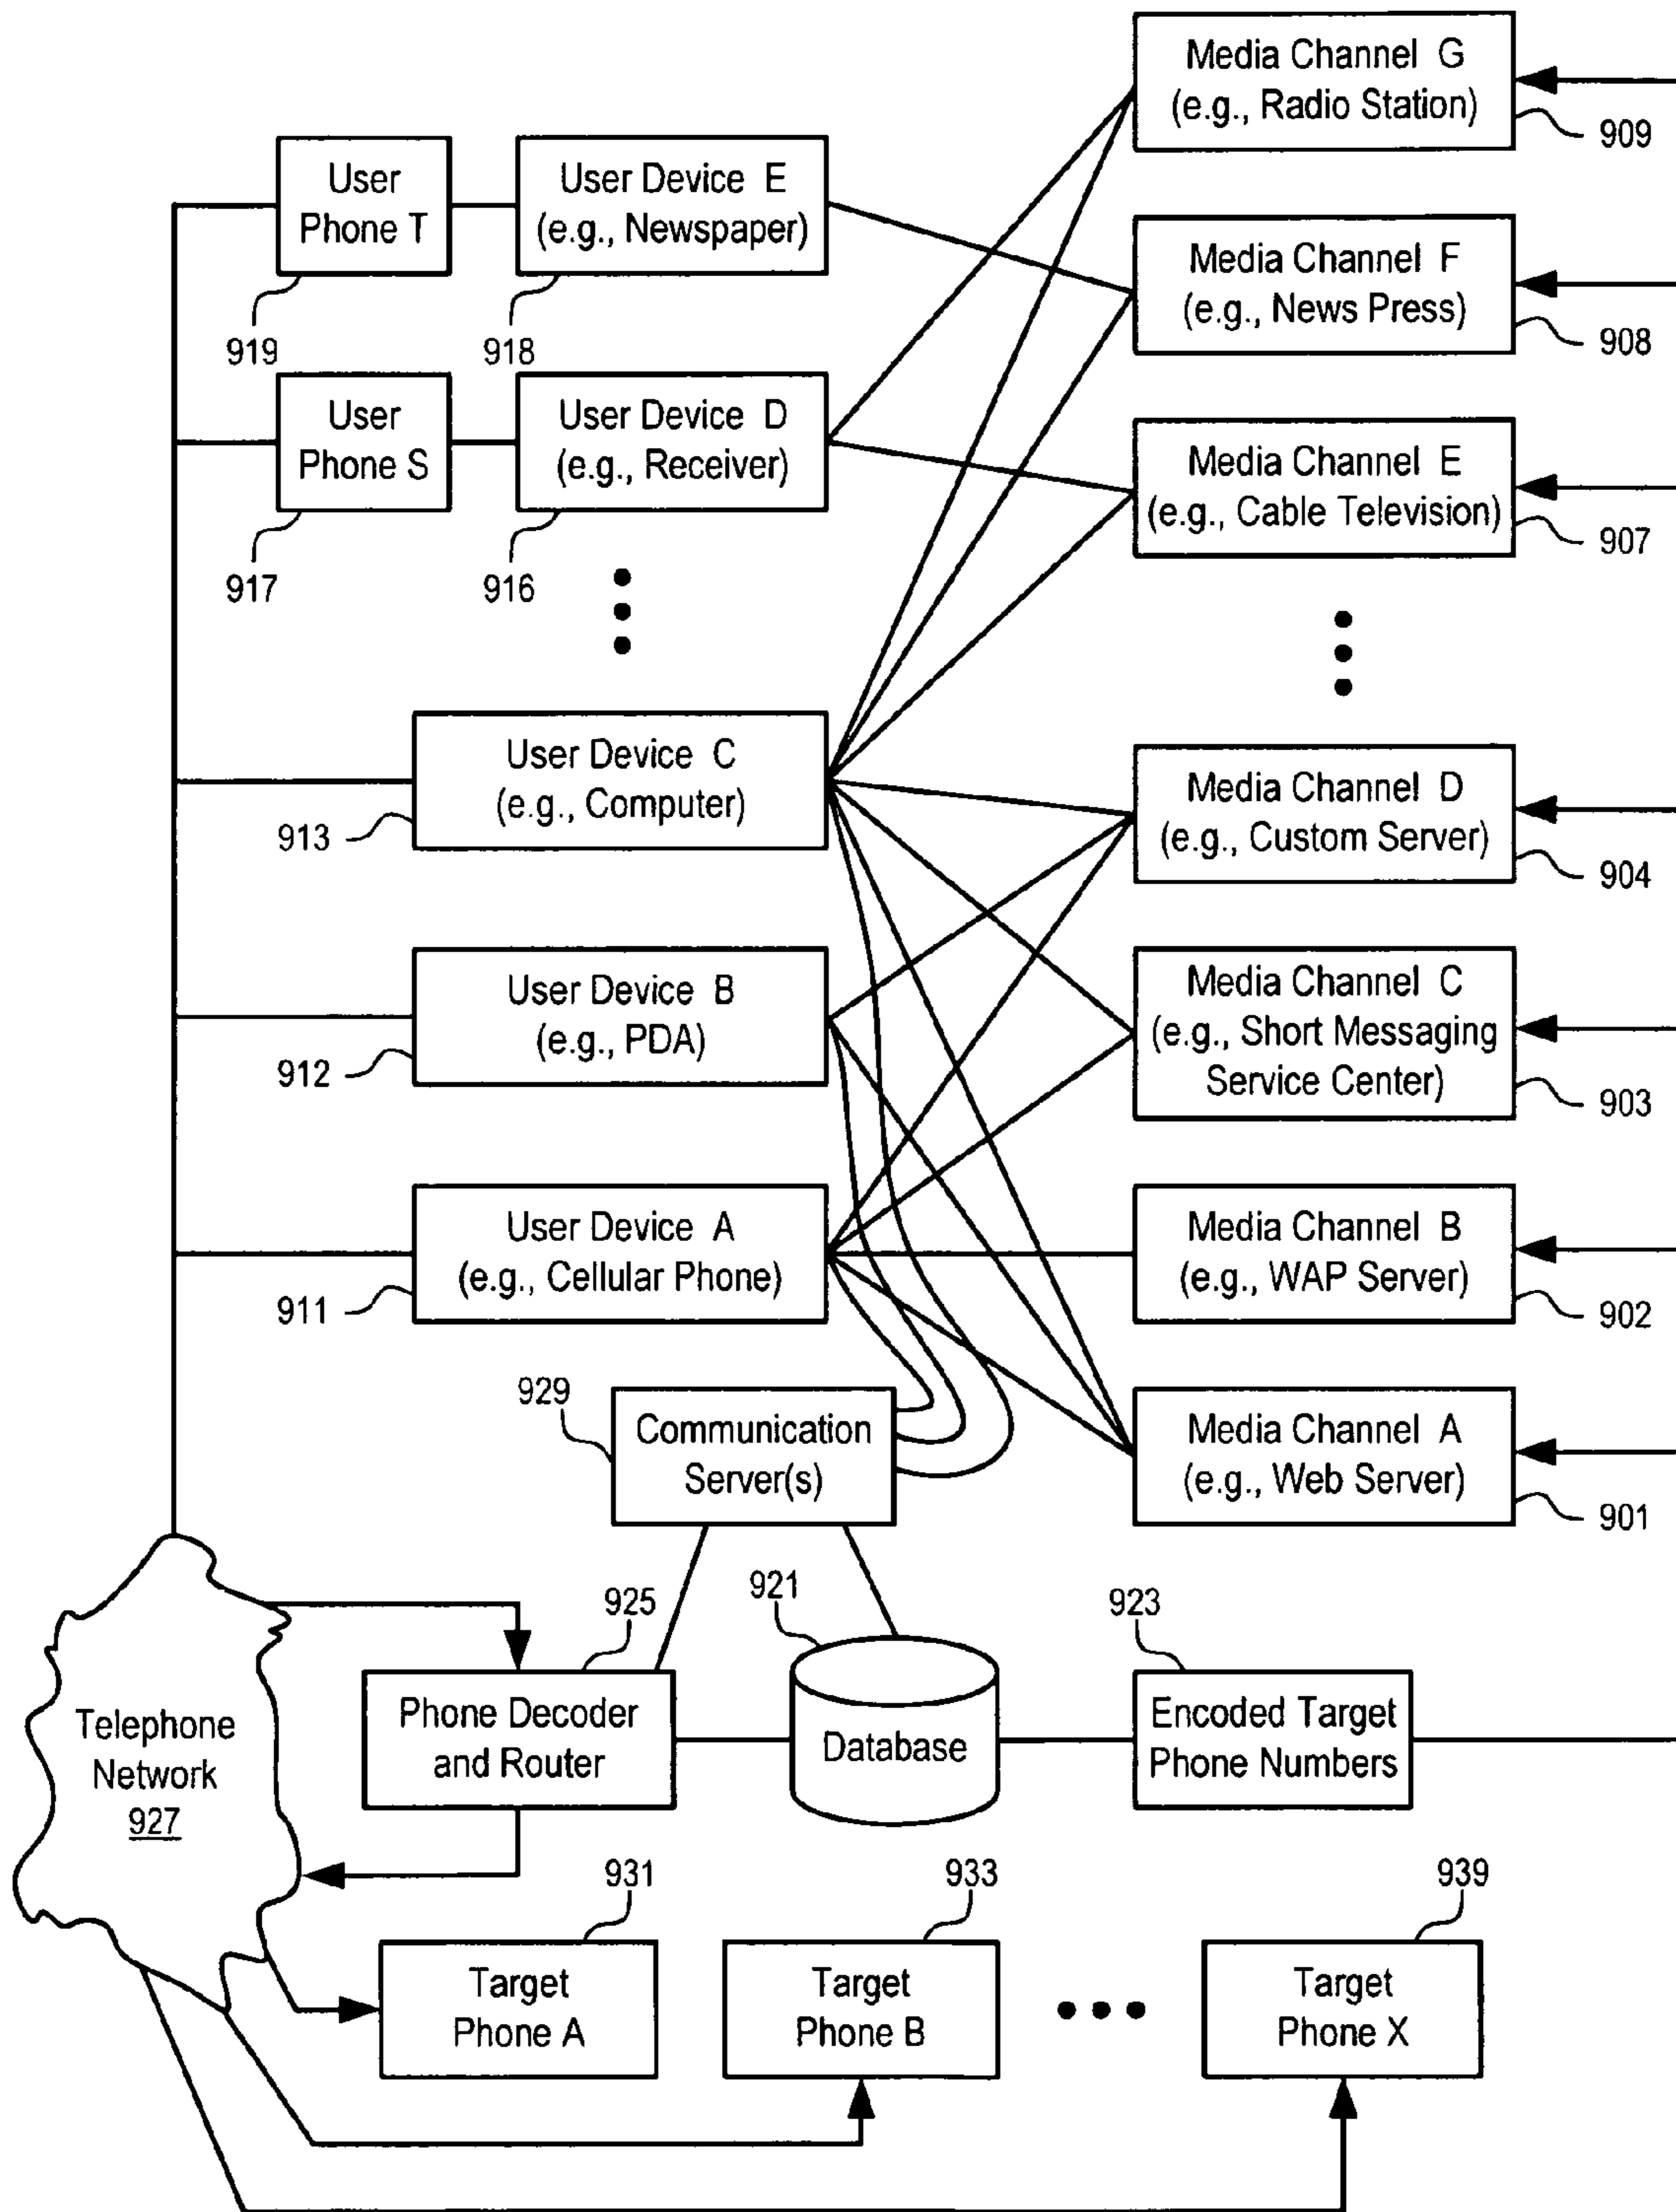 Media Channel G
(e.g., Radio Station)
909
User
Phone T
919
User Device E
(e.g., Newspaper)
918
Media Channel F
(e.g., News Press)
908
User
Phone S
917
User Device D
(e.g., Receiver)
916
Media Channel E
(e.g., Cable Television)
907
User Device C
(e.g., Computer)
913
Media Channel D
(e.g., Custom Server)
904
User Device B
(e.g., PDA)
912
Media Channel C
(e.g., Short Messaging
Service Center)
903
User Device A
(e.g., Cellular Phone)
911
Media Channel B
(e.g., WAP Server)
902
929
Communication
Server(s)
Media Channel A
(e.g., Web Server)
901
Telephone
Network
927
925
Phone Decoder
and Router
921
Database
923
Encoded Target
Phone Numbers
931
Target
Phone A
933
Target
Phone B
939
Target
Phone X